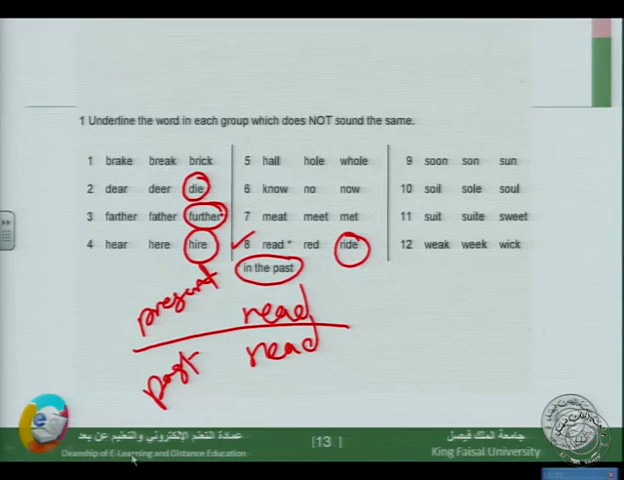 1 Underline the word in each group which does NOT sound the same.
1 brake break brick
2 dear deer die
3 farther father further
4 hear here hire
5 hall hole whole
6 know no now
7 meat meet met
8 read* red ride
in the past
9 soon son sun
10 soil sole soul
11 suit suite sweet
12 weak week wick
present read
past read
عمادة التعلم الإلكتروني والتعليم عن بعد
Deanship of E-Learning and Distance Education
[ 13 ]
جامعة الملك فيصل
King Faisal University